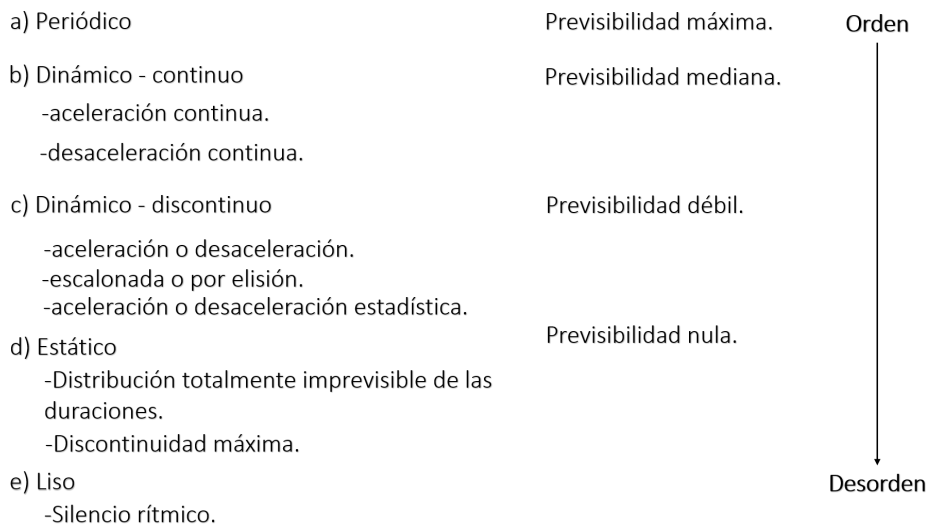 a) Periódico Previsibilidad máxima. Orden
b) Dinámico - continuo Previsibilidad mediana.
-aceleración continua.
-desaceleración continua.
c) Dinámico - discontinuo Previsibilidad débil.
-aceleración o desaceleración.
-escalonada o por elisión.
-aceleración o desaceleración estadística.
d) Estático Previsibilidad nula.
-Distribución totalmente imprevisible de las
duraciones.
-Discontinuidad máxima.
e) Liso Desorden
-Silencio rítmico.